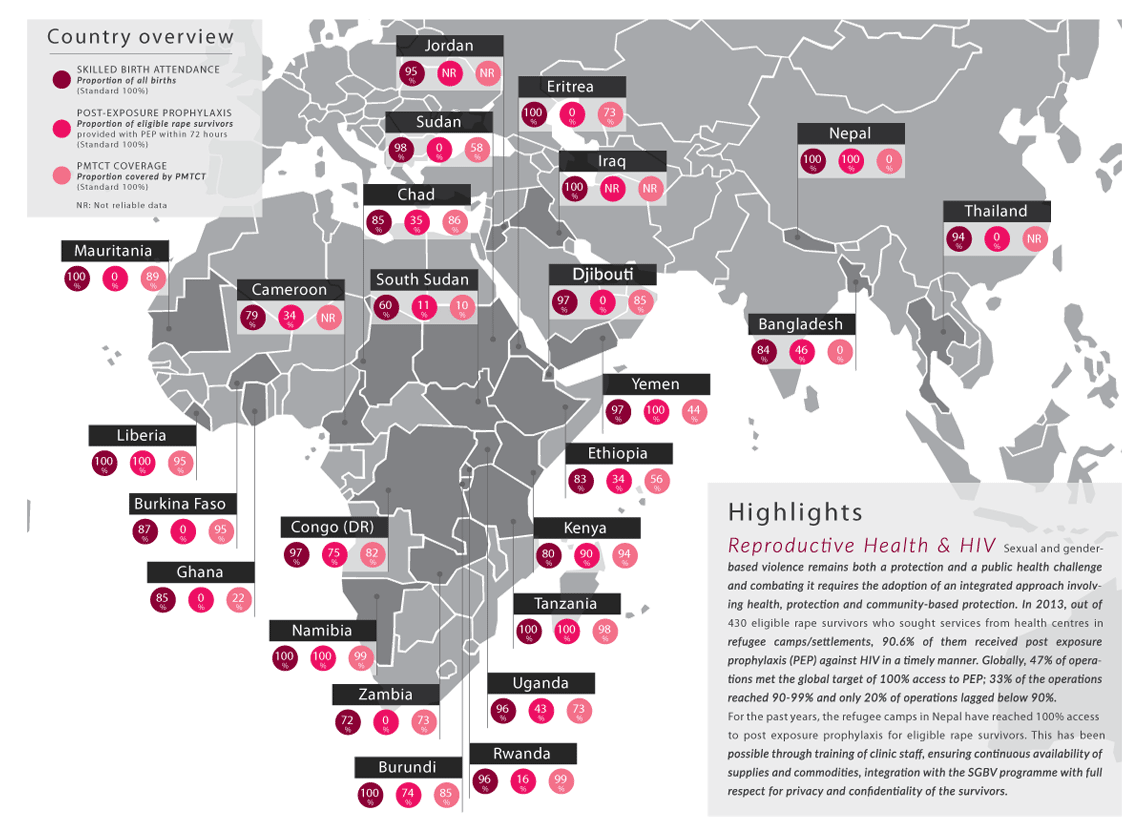 Country overview
SKILLED BIRTH ATTENDANCE
Proportion of all births
(Standard 100%)
POST-EXPOSURE PROPHYLAXIS
Proportion of eligible rape survivors
provided with PEP within 72 hours
(Standard 100%)
PMTCT COVERAGE
Proportion covered by PMTCT
(Standard 100%)
NR: Not reliable data
Jordan
95 % NR NR
Eritrea
100 % 0 % 73 %
Sudan
98 % 0 % 58 %
Nepal
100 % 100 % 0 %
Iraq
100 % NR NR
Chad
85 % 35 % 86 %
Thailand
94 % 0 % NR
Mauritania
100 % 0 % 89 %
Cameroon
79 % 34 % NR
South Sudan
60 % 11 % 10 %
Djibouti
97 % 0 % 85 %
Bangladesh
84 % 46 % 0 %
Yemen
97 % 100 % 44 %
Liberia
100 % 100 % 95 %
Ethiopia
83 % 34 % 56 %
Burkina Faso
87 % 0 % 95 %
Congo (DR)
97 % 75 % 82 %
Kenya
80 % 90 % 94 %
Ghana
85 % 0 % 22 %
Tanzania
100 % 100 % 98 %
Namibia
100 % 100 % 99 %
Zambia
72 % 0 % 73 %
Uganda
96 % 43 % 73 %
Rwanda
96 % 16 % 99 %
Burundi
100 % 74 % 85 %
Highlights
Reproductive Health & HIV Sexual and gender-
based violence remains both a protection and a public health challenge
and combating it requires the adoption of an integrated approach involv-
ing health, protection and community-based protection. In 2013, out of
430 eligible rape survivors who sought services from health centres in
refugee camps/settlements, 90.6% of them received post exposure
prophylaxis (PEP) against HIV in a timely manner. Globally, 47% of opera-
tions met the global target of 100% access to PEP; 33% of the operations
reached 90-99% and only 20% of operations lagged below 90%.
For the past years, the refugee camps in Nepal have reached 100% access
to post exposure prophylaxis for eligible rape survivors. This has been
possible through training of clinic staff, ensuring continuous availability of
supplies and commodities, integration with the SGBV programme with full
respect for privacy and confidentiality of the survivors.